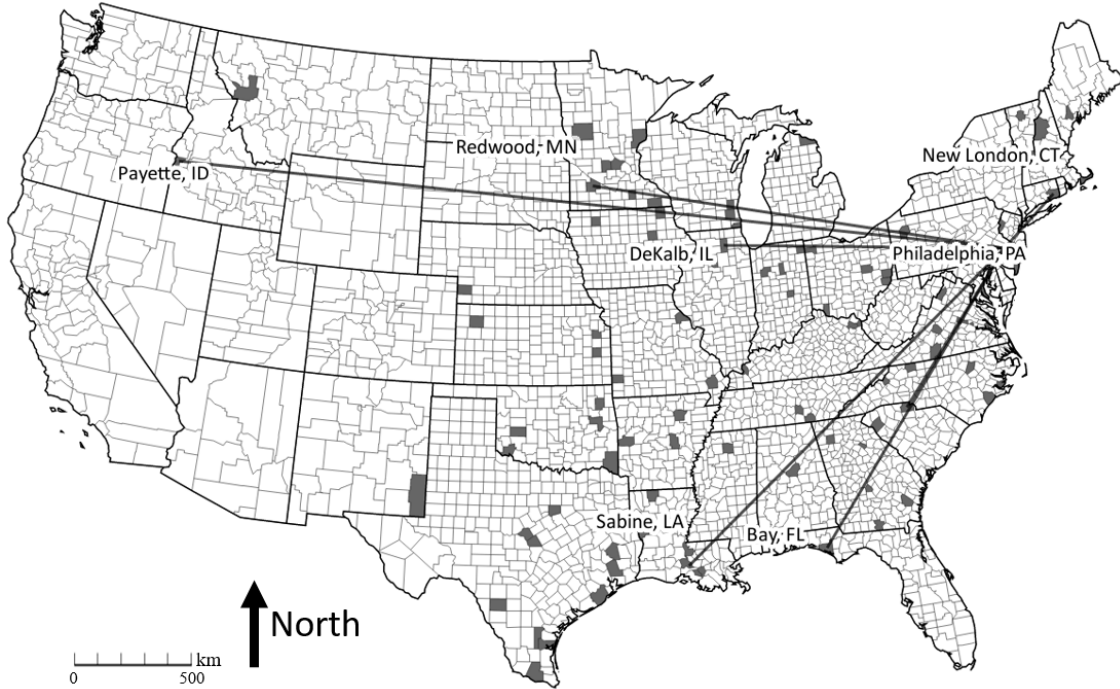 Redwood, MN
New London, CT
Payette, ID
DeKalb, IL
Philadelphia, PA
Sabine, LA
Bay, FL
North
km
0
500